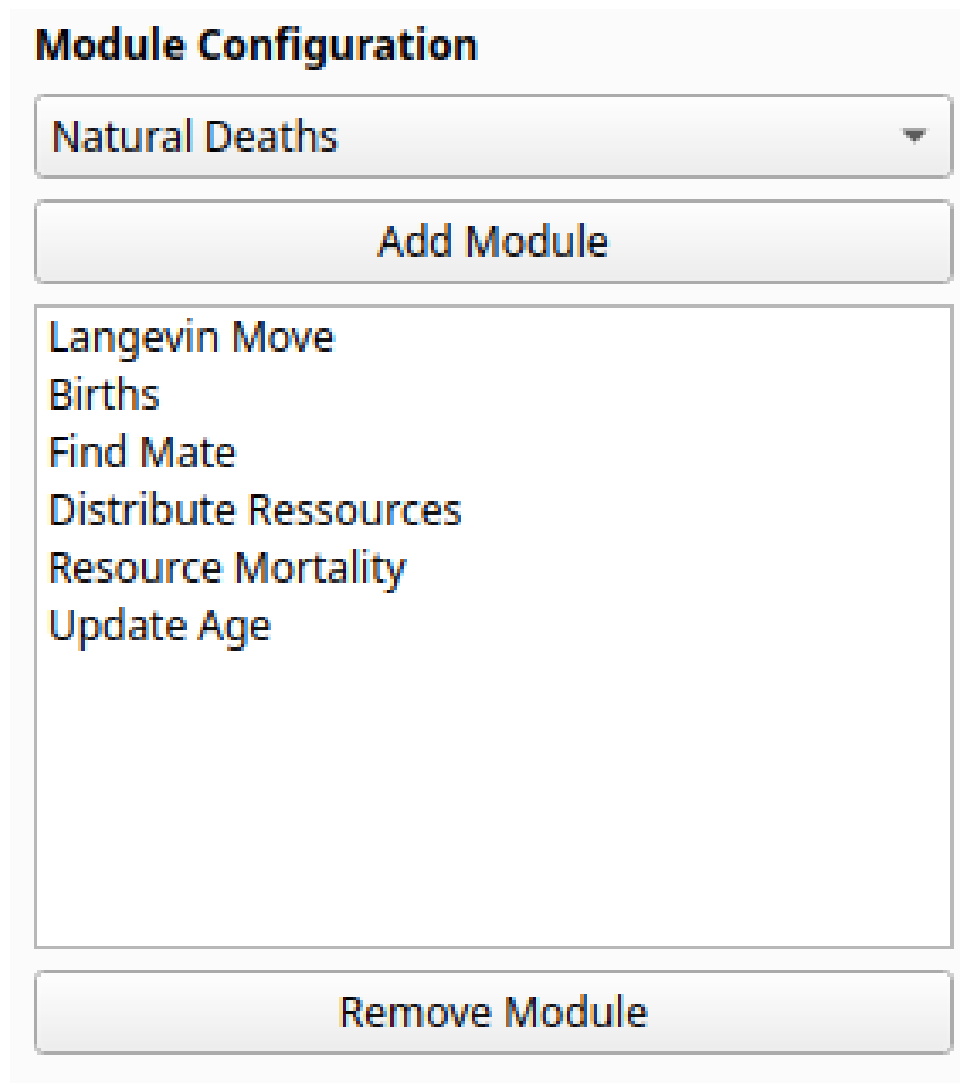 Module Configuration
Natural Deaths
Add Module
Langevin Move
Births
Find Mate
Distribute Ressources
Resource Mortality
Update Age
Remove Module